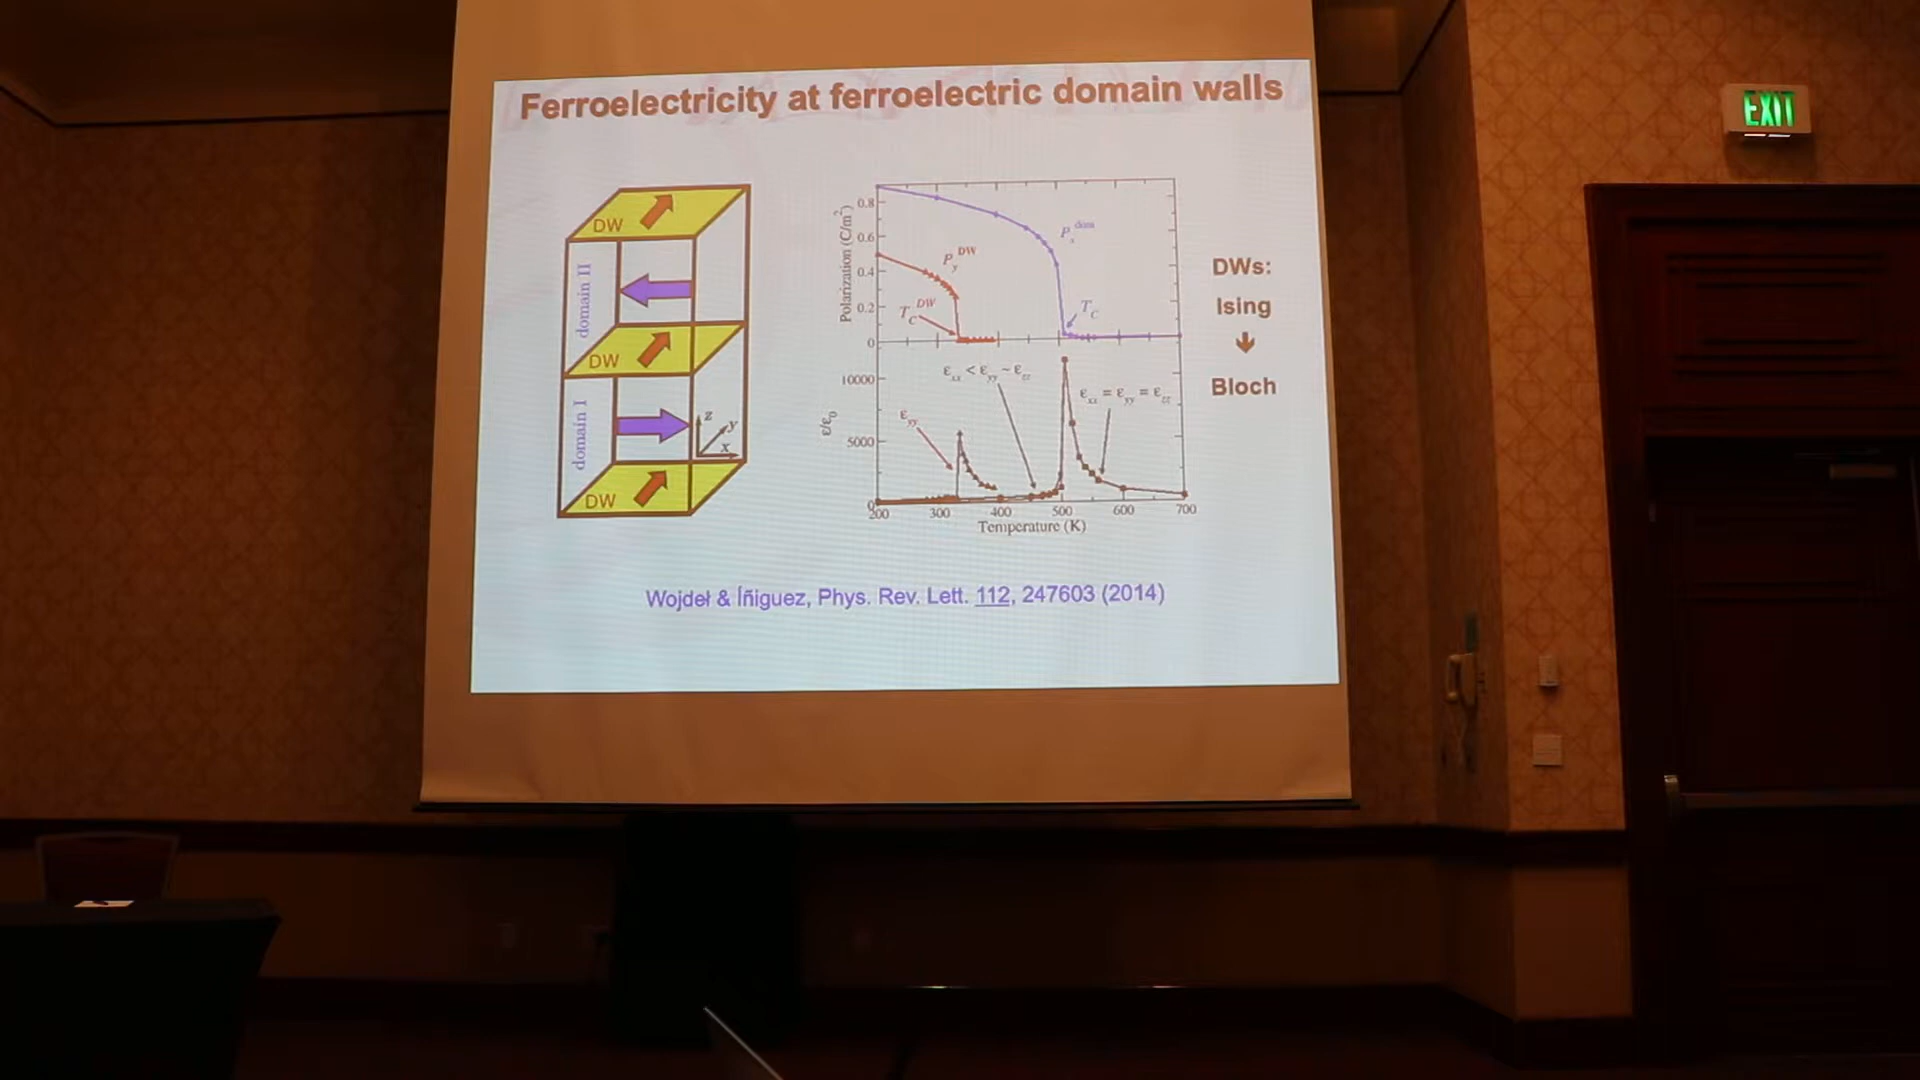 Ferroelectricity at ferroelectric domain walls
DW
domain II
DW
domain I
z
y
x
DW
Polarization (C/m²)
0.8
0.6
0.4
0.2
0
P_y^DW
T_C^DW
P_x^dom
T_C
ε/ε₀
10000
5000
0
ε_yy
ε_xx < ε_yy ~ ε_zz
ε_xx = ε_yy = ε_zz
200 300 400 500 600 700
Temperature (K)
DWs:
Ising
Bloch
Wojdeł & Íñiguez, Phys. Rev. Lett. 112, 247603 (2014)
EXIT